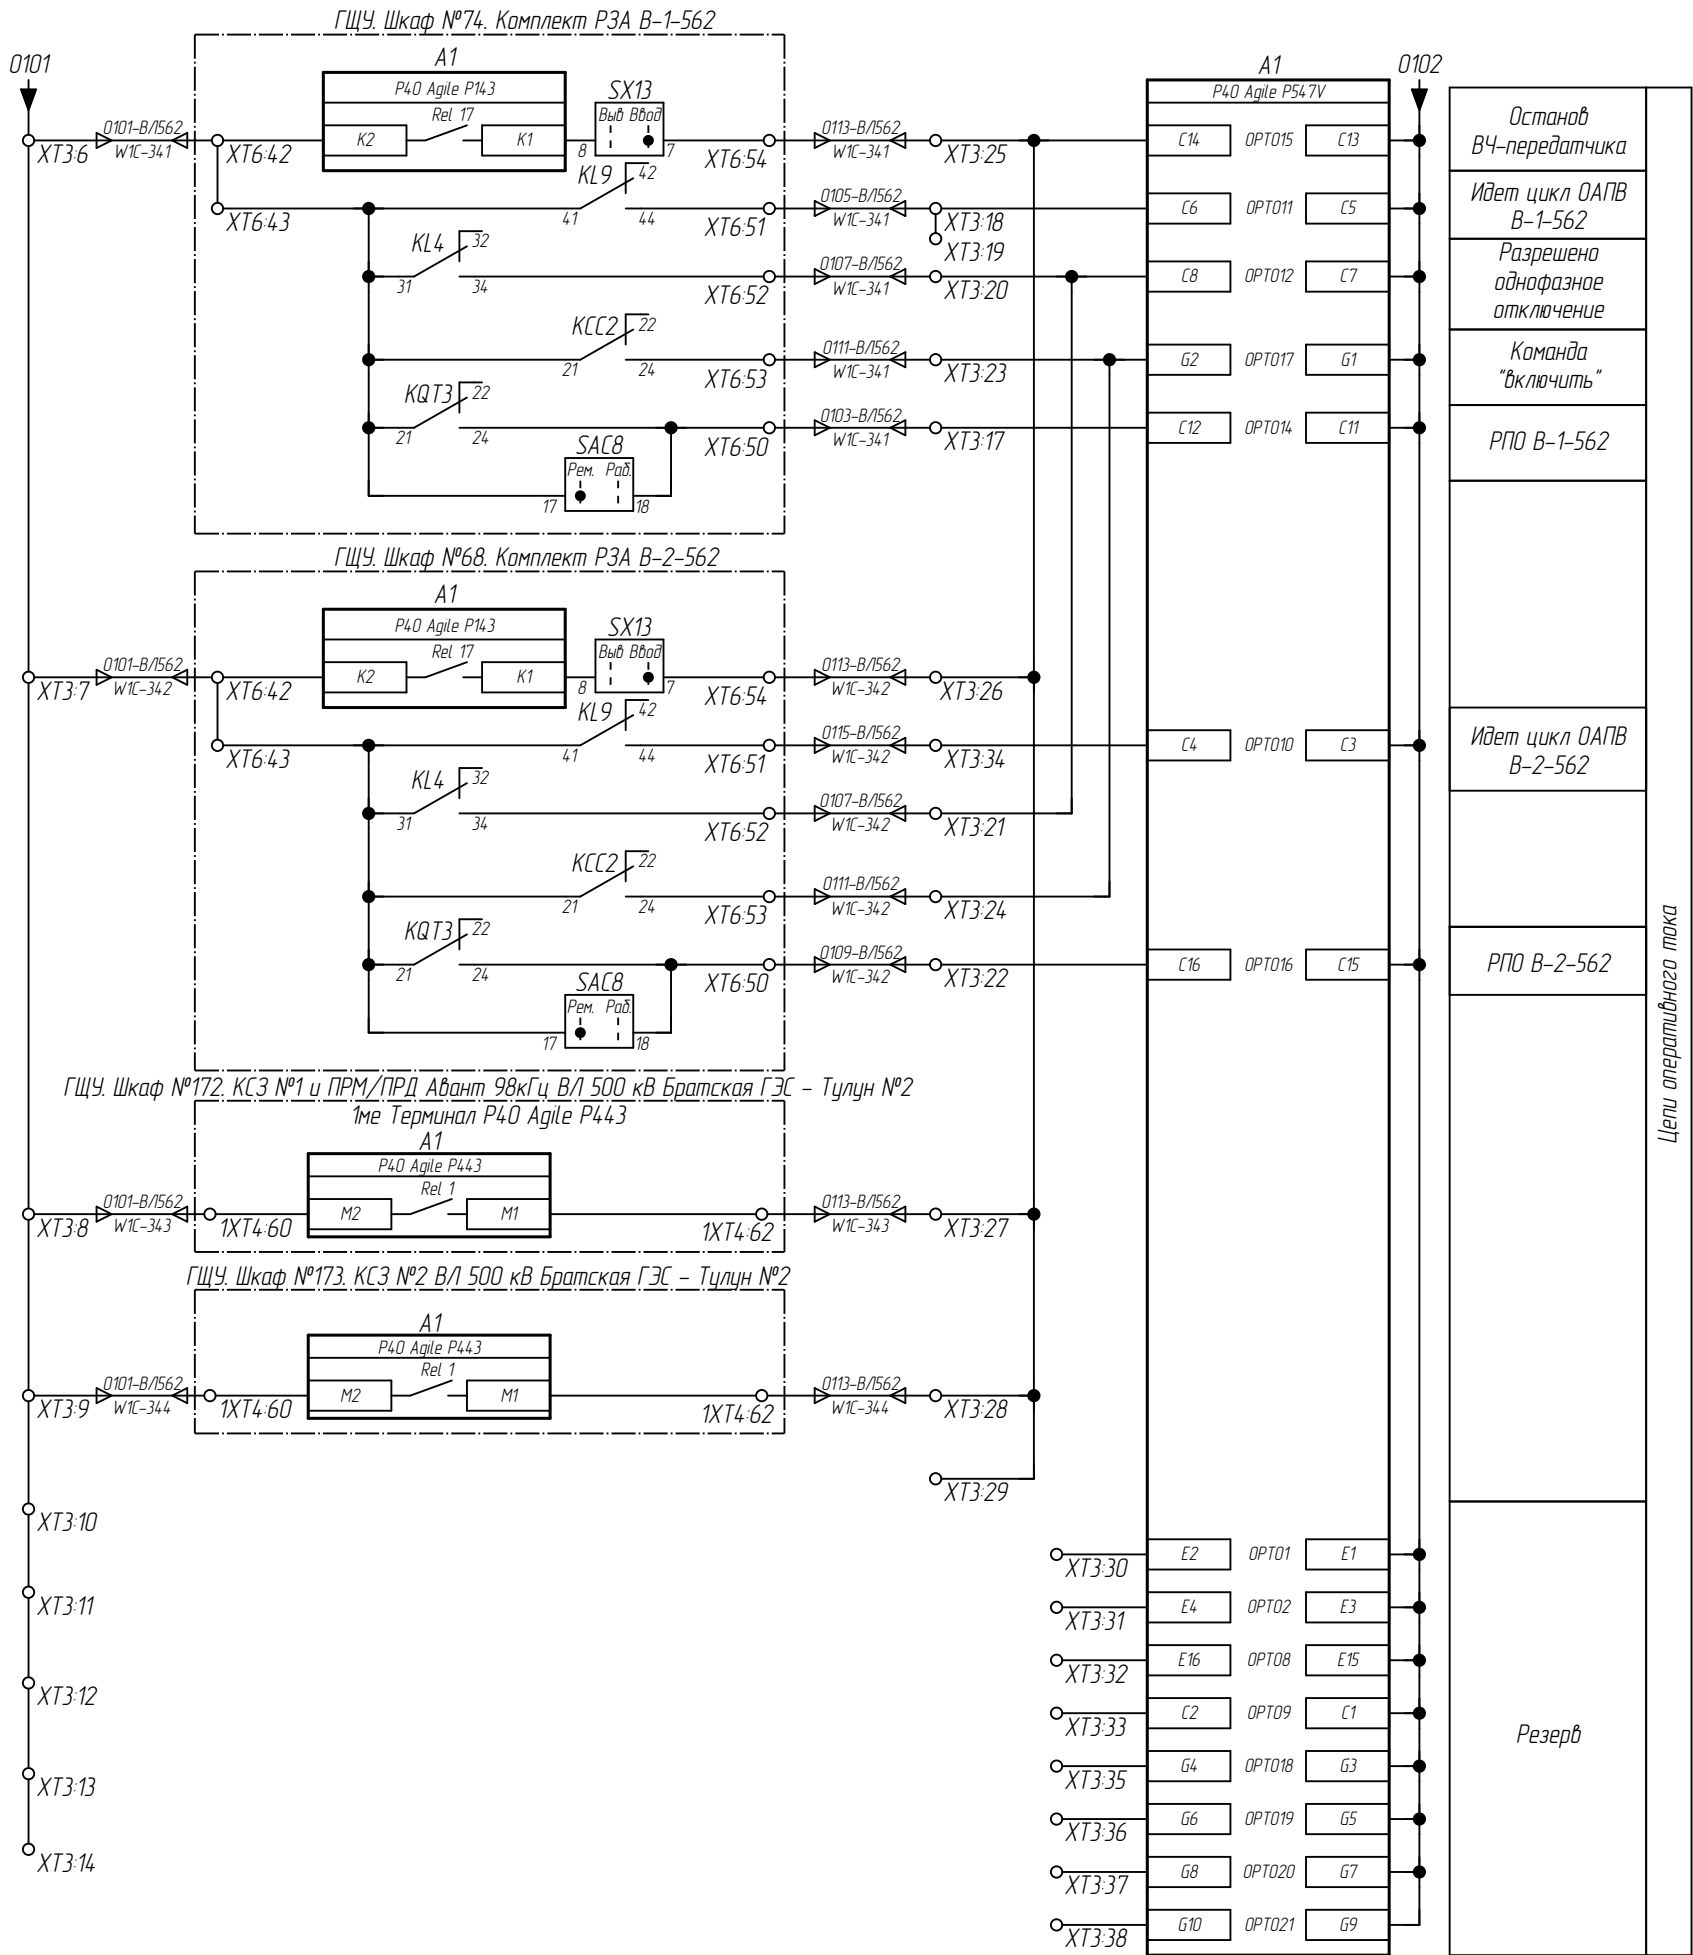 ГЩУ. Шкаф №74. Комплект РЗА В-1-562
0101
A1
P40 Agile P143
Rel 17
K2
K1
SX13
Выв Ввод
8
7
0101-ВЛ562
W1C-341
XT3:6
XT6:42
XT6:54
0113-ВЛ562
W1C-341
XT3:25
XT6:43
KL9
42
41
44
XT6:51
0105-ВЛ562
W1C-341
XT3:18
XT3:19
KL4
32
31
34
XT6:52
0107-ВЛ562
W1C-341
XT3:20
KCC2
22
21
24
XT6:53
0111-ВЛ562
W1C-341
XT3:23
KQT3
22
21
24
XT6:50
0103-ВЛ562
W1C-341
XT3:17
SAC8
Рем. Раб.
17
18
ГЩУ. Шкаф №68. Комплект РЗА В-2-562
A1
P40 Agile P143
Rel 17
K2
K1
SX13
Выв Ввод
8
7
0101-ВЛ562
W1C-342
XT3:7
XT6:42
XT6:54
0113-ВЛ562
W1C-342
XT3:26
XT6:43
KL9
42
41
44
XT6:51
0115-ВЛ562
W1C-342
XT3:34
KL4
32
31
34
XT6:52
0107-ВЛ562
W1C-342
XT3:21
KCC2
22
21
24
XT6:53
0111-ВЛ562
W1C-342
XT3:24
KQT3
22
21
24
XT6:50
0109-ВЛ562
W1C-342
XT3:22
SAC8
Рем. Раб.
17
18
ГЩУ. Шкаф №172. КСЗ №1 и ПРМ/ПРД Авант 98кГц ВЛ 500 кВ Братская ГЭС - Тулун №2
1ме Терминал P40 Agile P443
A1
P40 Agile P443
Rel 1
M2
M1
0101-ВЛ562
W1C-343
XT3:8
1XT4:60
1XT4:62
0113-ВЛ562
W1C-343
XT3:27
ГЩУ. Шкаф №173. КСЗ №2 ВЛ 500 кВ Братская ГЭС - Тулун №2
A1
P40 Agile P443
Rel 1
M2
M1
0101-ВЛ562
W1C-344
XT3:9
1XT4:60
1XT4:62
0113-ВЛ562
W1C-344
XT3:28
XT3:29
XT3:10
XT3:11
XT3:12
XT3:13
XT3:14
A1
P40 Agile P547V
0102
C14 OPTO15 C13
C6 OPTO11 C5
C8 OPTO12 C7
G2 OPTO17 G1
C12 OPTO14 C11
C4 OPTO10 C3
C16 OPTO16 C15
XT3:30 E2 OPTO1 E1
XT3:31 E4 OPTO2 E3
XT3:32 E16 OPTO8 E15
XT3:33 C2 OPTO9 C1
XT3:35 G4 OPTO18 G3
XT3:36 G6 OPTO19 G5
XT3:37 G8 OPTO20 G7
XT3:38 G10 OPTO21 G9
Останов
ВЧ-передатчика
Идет цикл ОАПВ
В-1-562
Разрешено
однофазное
отключение
Команда
"включить"
РПО В-1-562
Идет цикл ОАПВ
В-2-562
РПО В-2-562
Резерв
Цепи оперативного тока